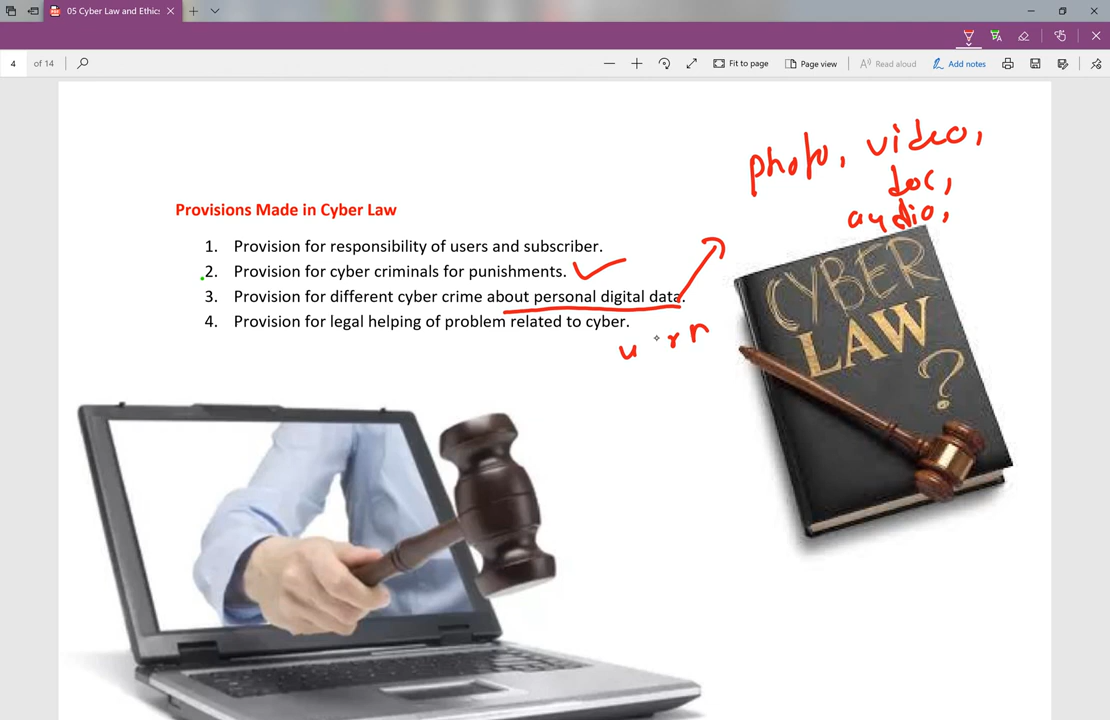 05 Cyber Law and Ethic
4 of 14
Fit to page
Page view
Read aloud
Add notes
photo, video,
doc,
audio,
Provisions Made in Cyber Law
1. Provision for responsibility of users and subscriber.
2. Provision for cyber criminals for punishments.
3. Provision for different cyber crime about personal digital data.
4. Provision for legal helping of problem related to cyber.
CYBER
LAW
?